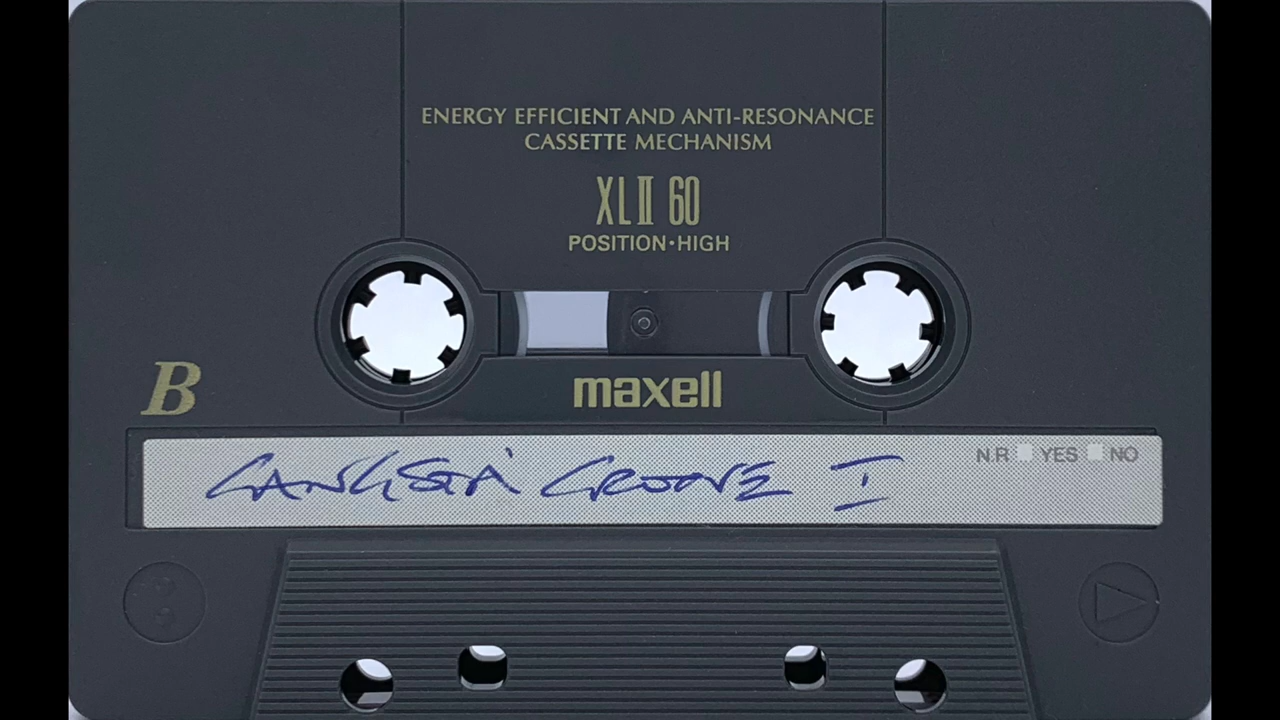 ENERGY EFFICIENT AND ANTI-RESONANCE
CASSETTE MECHANISM
XLII 60
POSITION·HIGH
maxell
B
N.R YES NO
GANGSTA' GROOVE I